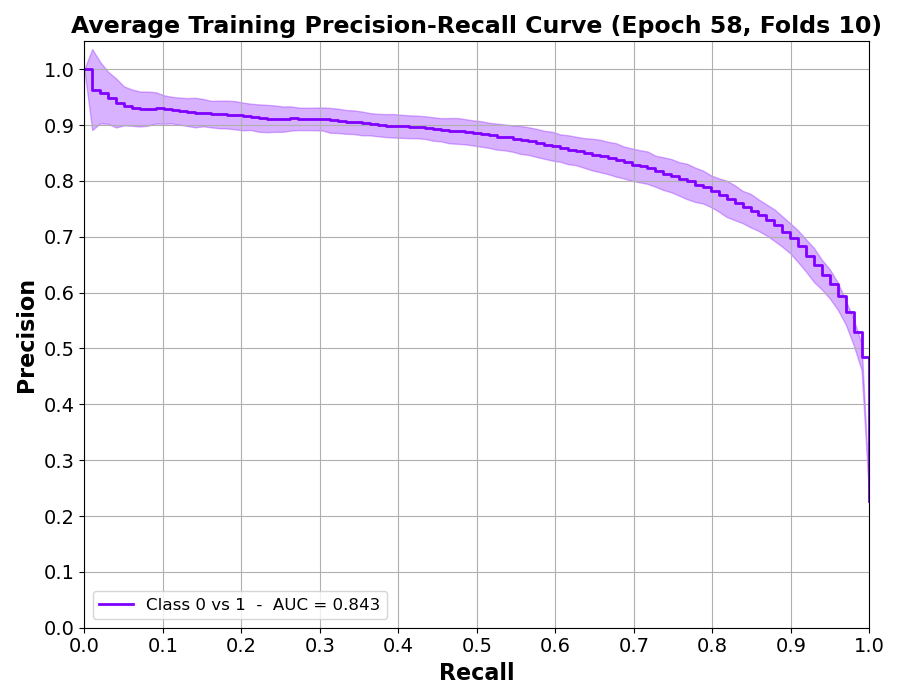 Average Training Precision-Recall Curve (Epoch 58, Folds 10)
1.0
0.9
0.8
0.7
0.6
0.5
0.4
0.3
0.2
0.1
0.0
Precision
Class 0 vs 1 - AUC = 0.843
0.0 0.1 0.2 0.3 0.4 0.5 0.6 0.7 0.8 0.9 1.0
Recall